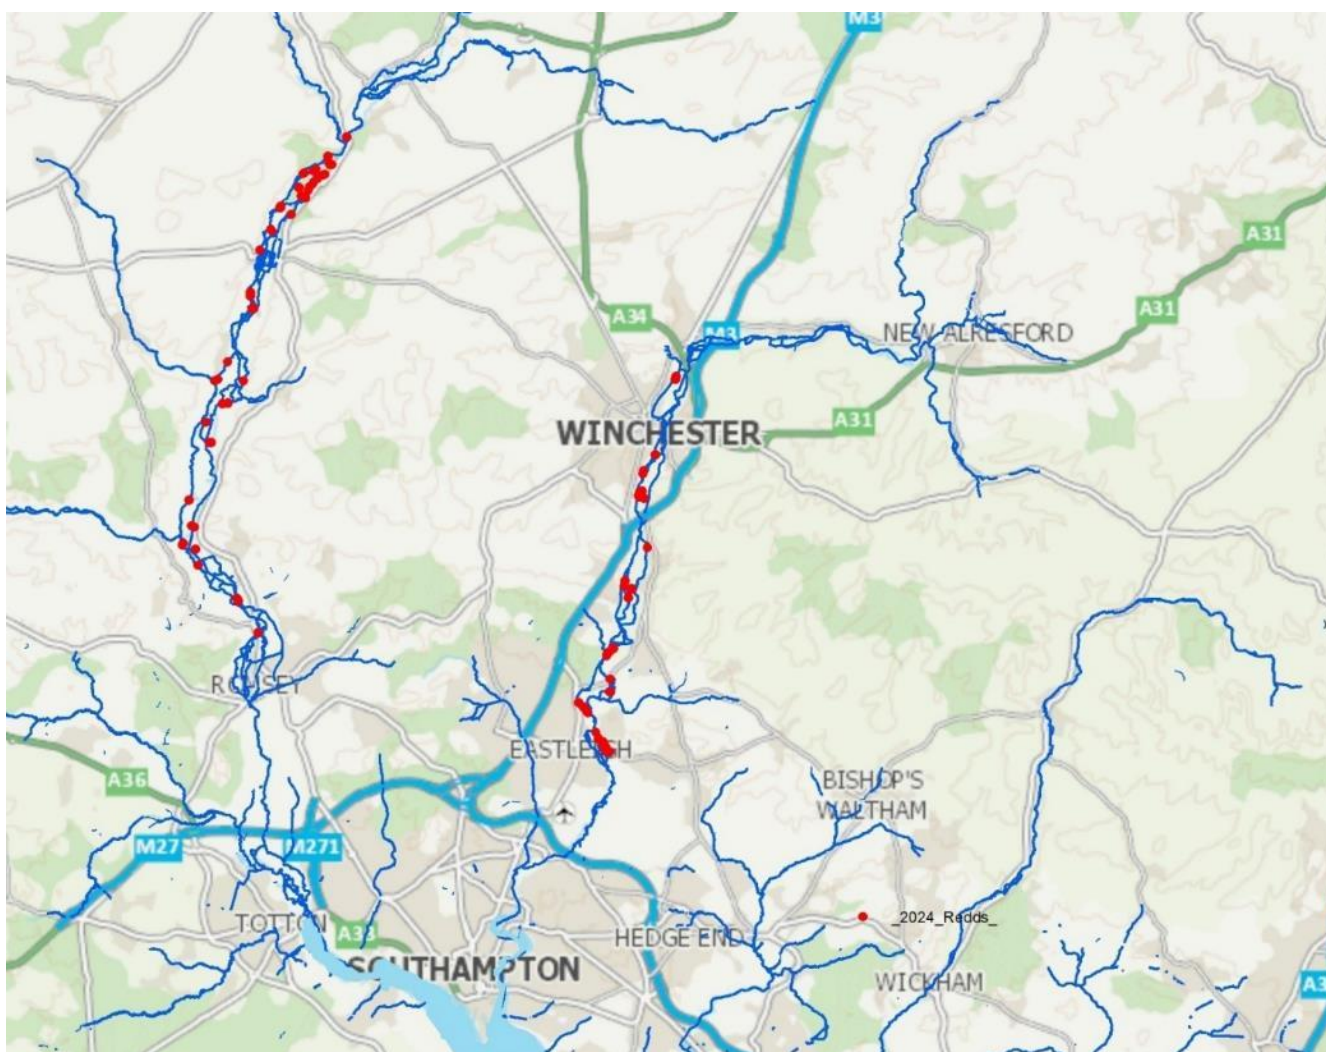 M3
A31
A31
A34
M3
NEW ALRESFORD
A31
WINCHESTER
ROMSEY
EASTLEIGH
A36
BISHOP'S
WALTHAM
M27
M271
_2024_Redds_
TOTTON
A33
HEDGE END
SOUTHAMPTON
WICKHAM
A3